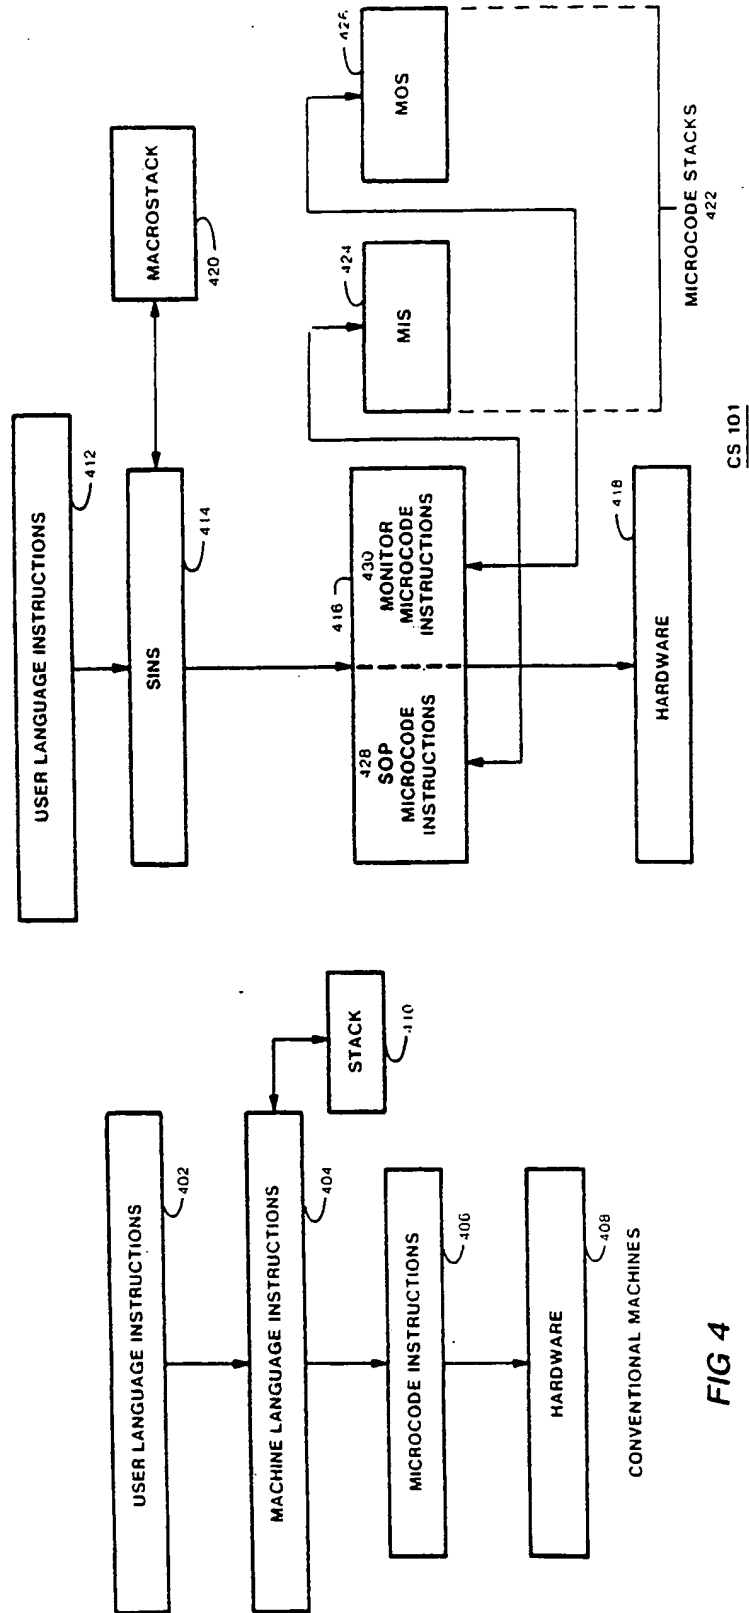 USER LANGUAGE INSTRUCTIONS
402
MACHINE LANGUAGE INSTRUCTIONS
404
STACK
410
MICROCODE INSTRUCTIONS
406
HARDWARE
408
CONVENTIONAL MACHINES
FIG 4
USER LANGUAGE INSTRUCTIONS
412
SINS
414
MACROSTACK
420
416
428
SOP
MICROCODE
INSTRUCTIONS
430
MONITOR
MICROCODE
INSTRUCTIONS
MIS
424
MOS
426
MICROCODE STACKS
422
HARDWARE
418
CS 101